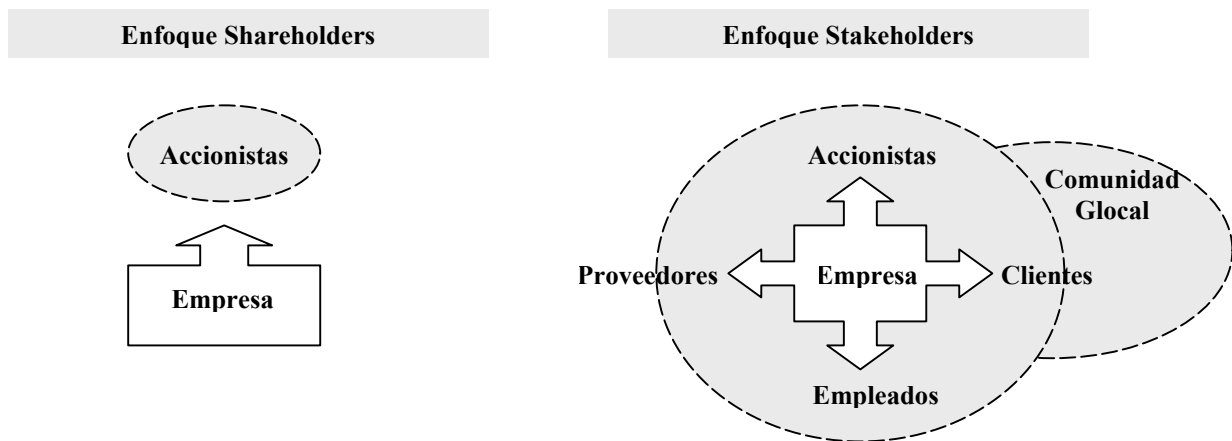 Enfoque Shareholders
Accionistas
Empresa
Enfoque Stakeholders
Accionistas
Comunidad
Glocal
Proveedores
Empresa
Clientes
Empleados